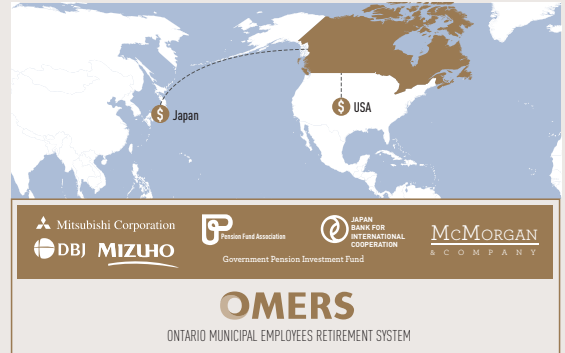 $ Japan
$ USA
Mitsubishi Corporation
DBJ
MIZUHO
Pension Fund Association
JAPAN
BANK FOR
INTERNATIONAL
COOPERATION
Government Pension Investment Fund
MCMORGAN
& COMPANY
OMERS
ONTARIO MUNICIPAL EMPLOYEES RETIREMENT SYSTEM